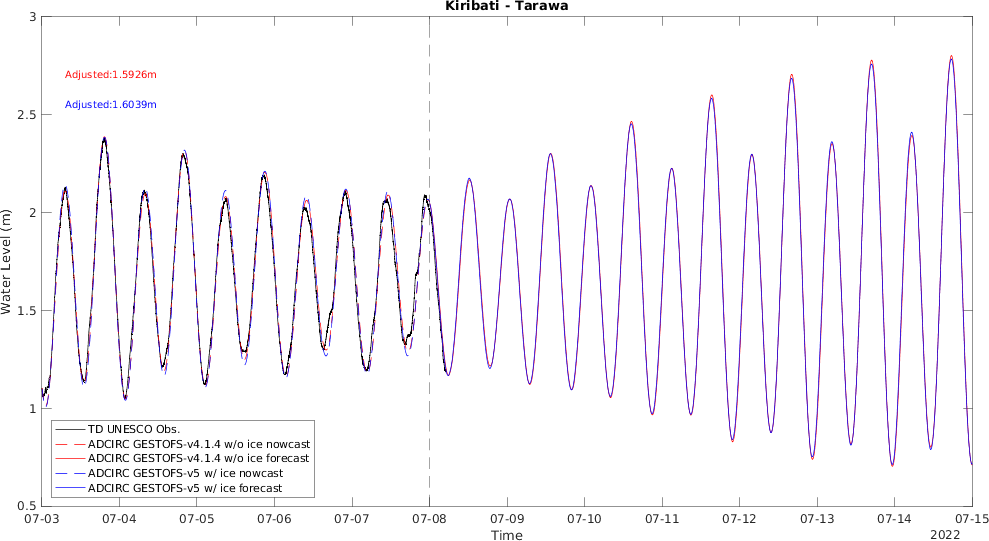 Kiribati - Tarawa
3
Adjusted:1.5926m
Adjusted:1.6039m
2.5
2
Water Level (m)
1.5
1
TD UNESCO Obs.
ADCIRC GESTOFS-v4.1.4 w/o ice nowcast
ADCIRC GESTOFS-v4.1.4 w/o ice forecast
ADCIRC GESTOFS-v5 w/ ice nowcast
ADCIRC GESTOFS-v5 w/ ice forecast
0.5
07-03 07-04 07-05 07-06 07-07 07-08 07-09 07-10 07-11 07-12 07-13 07-14 07-15
Time
2022